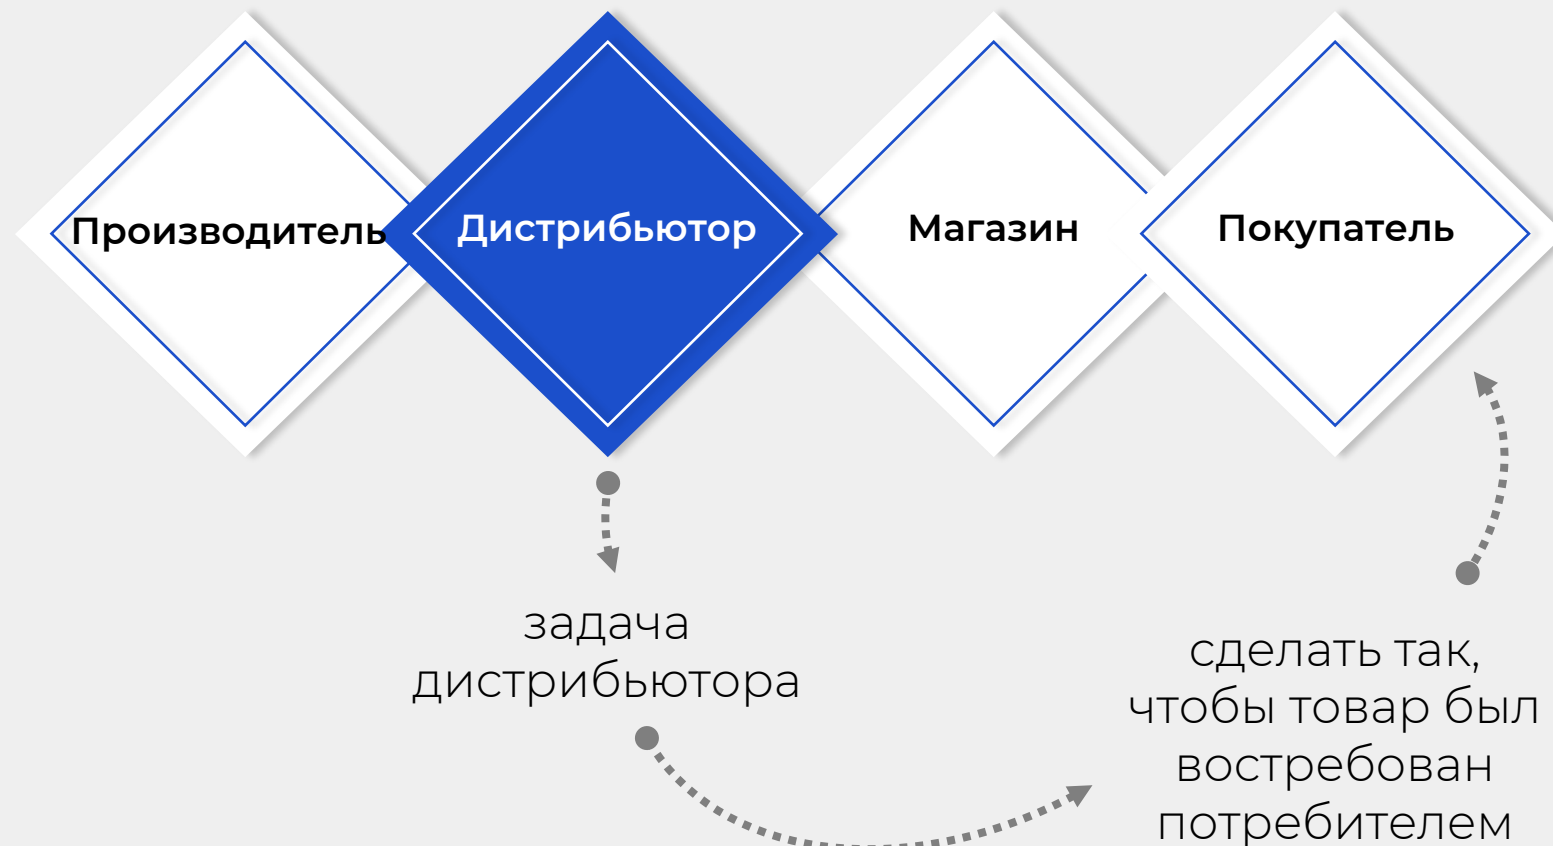 Производитель
Дистрибьютор
Магазин
Покупатель
задача
дистрибьютора
сделать так,
чтобы товар был
востребован
потребителем